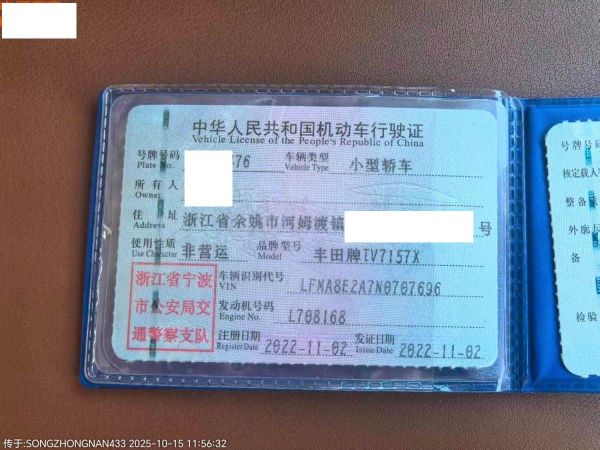 中华人民共和国机动车行驶证
Vehicle License of the People's Republic of China
号牌号码 376 车辆类型 小型轿车
Plate No. Vehicle Type
所有人
Owner
住址 浙江省余姚市河姆渡镇 号
Address
使用性质 非营运 品牌型号 丰田牌TV7157X
Use Character Model
浙江省宁波市公安局交通警察支队
车辆识别代号 LFMA8E2A7N0707696
VIN
发动机号码 L708168
Engine No.
注册日期 2022-11-02 发证日期 2022-11-02
Register Date Issue Date
号牌号码
核定载人
整备质
外廓尺
备
检验
传于:SONGZHONGNAN433 2025-10-15 11:56:32